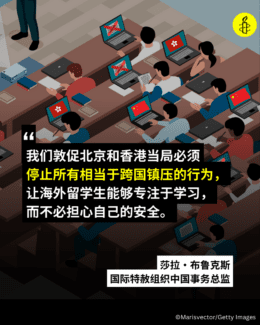 “
我们敦促北京和香港当局必须
停止所有相当于跨国镇压的行为，
让海外留学生能够专注于学习，
而不必担心自己的安全。
莎拉・布鲁克斯
国际特赦组织中国事务总监
©Marisvector/Getty Images